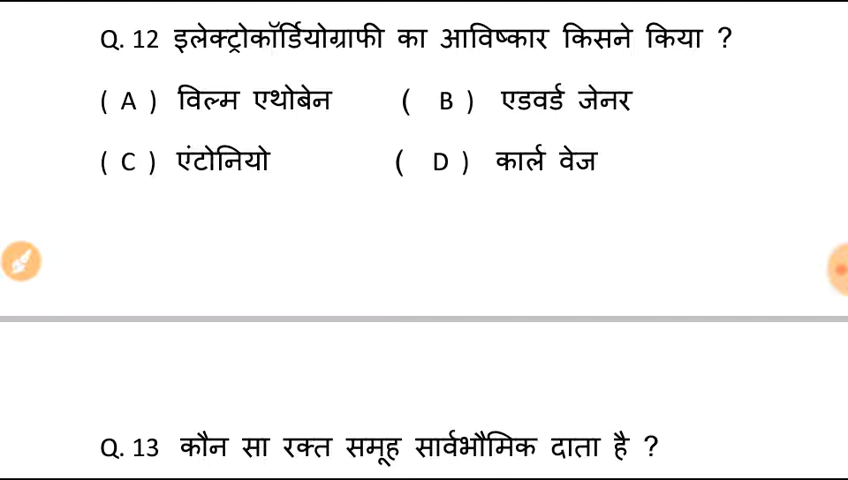 Q. 12 इलेक्ट्रोकॉर्डियोग्राफी का आविष्कार किसने किया ?
( A ) विल्म एथोबेन ( B ) एडवर्ड जेनर
( C ) एंटोनियो ( D ) कार्ल वेज
Q. 13 कौन सा रक्त समूह सार्वभौमिक दाता है ?